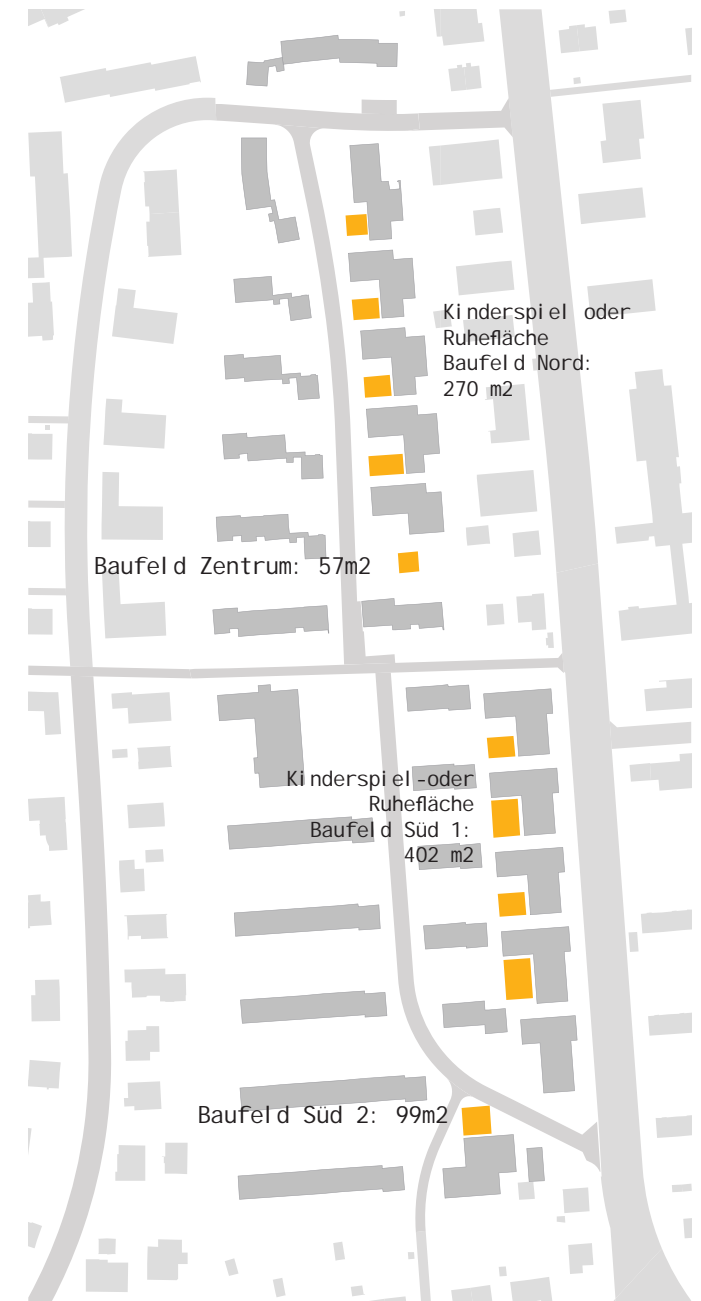 Kinderspiel oder
Ruhefläche
Baufeld Nord:
270 m2
Baufeld Zentrum: 57m2
Kinderspiel-oder
Ruhefläche
Baufeld Süd 1:
402 m2
Baufeld Süd 2: 99m2